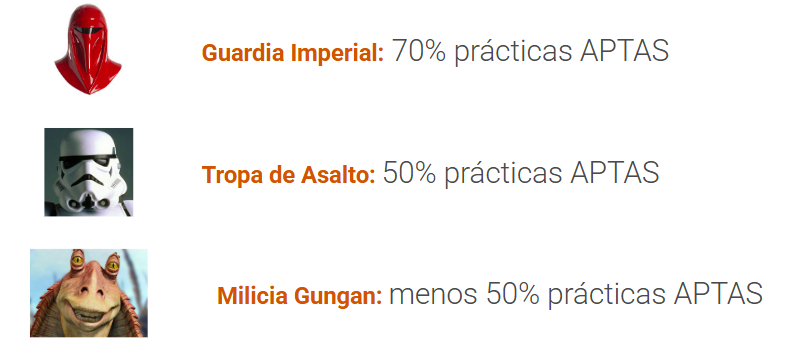 Guardia Imperial: 70% prácticas APTAS
Tropa de Asalto: 50% prácticas APTAS
Milicia Gungan: menos 50% prácticas APTAS